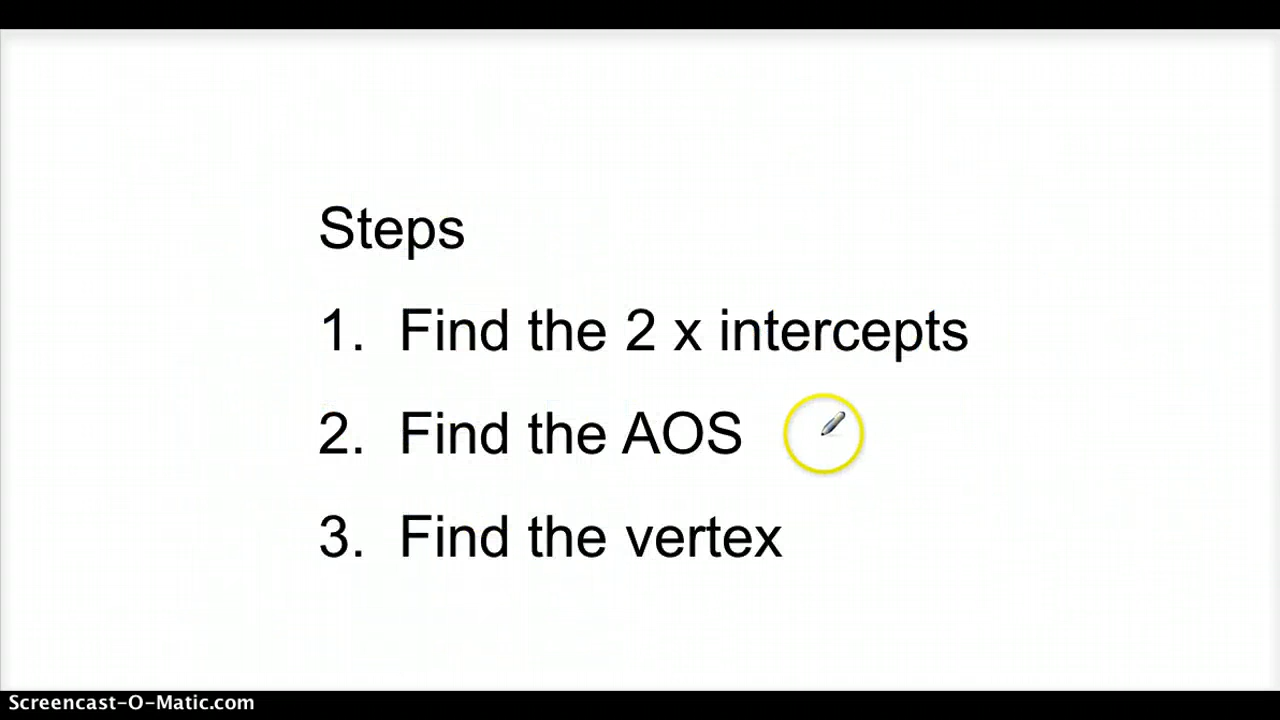 Steps
1. Find the 2 x intercepts
2. Find the AOS
3. Find the vertex
Screencast-O-Matic.com